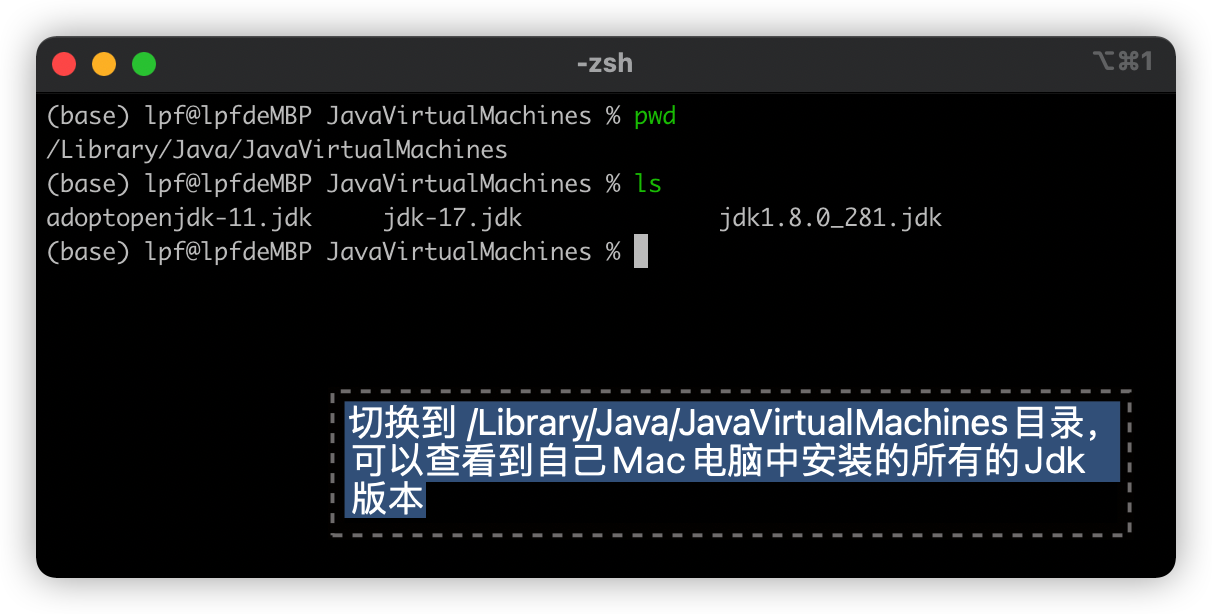 -zsh
⌥⌘1
(base) lpf@lpfdeMBP JavaVirtualMachines % pwd
/Library/Java/JavaVirtualMachines
(base) lpf@lpfdeMBP JavaVirtualMachines % ls
adoptopenjdk-11.jdk     jdk-17.jdk              jdk1.8.0_281.jdk
(base) lpf@lpfdeMBP JavaVirtualMachines %
切换到 /Library/Java/JavaVirtualMachines目录，
可以查看到自己Mac电脑中安装的所有的Jdk
版本